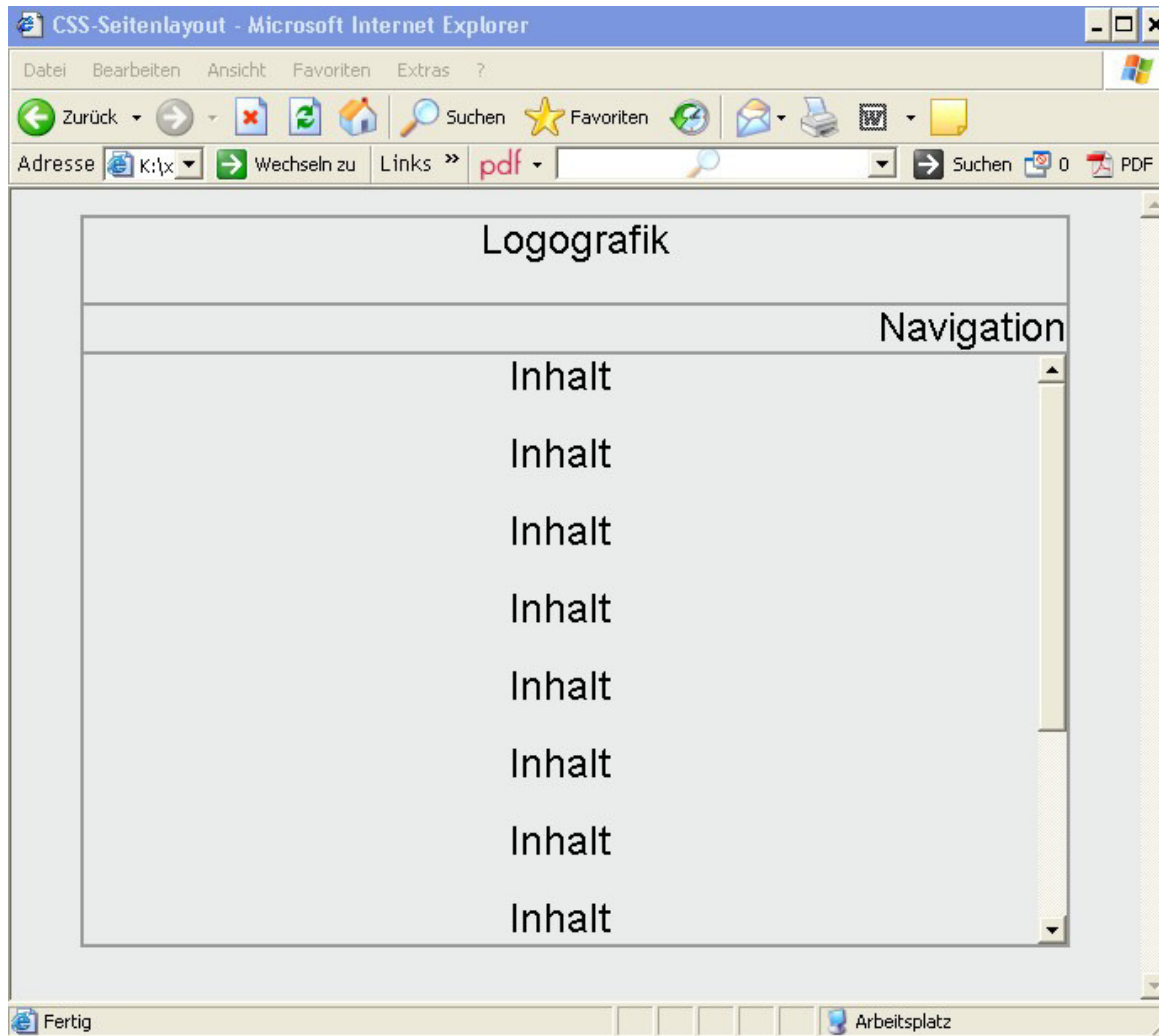 CSS-Seitenlayout - Microsoft Internet Explorer
Datei Bearbeiten Ansicht Favoriten Extras ?
Zurück Suchen Favoriten W
Adresse K:\x Wechseln zu Links » pdf Suchen 0 PDF
Logografik
Navigation
Inhalt
Inhalt
Inhalt
Inhalt
Inhalt
Inhalt
Inhalt
Inhalt
Fertig Arbeitsplatz